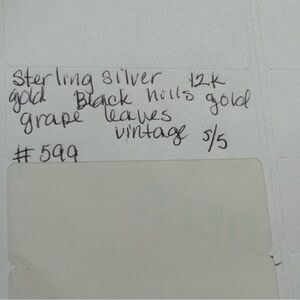 Sterling Silver 12k
gold Black hills gold
grape leaves
vintage 5/5
#599